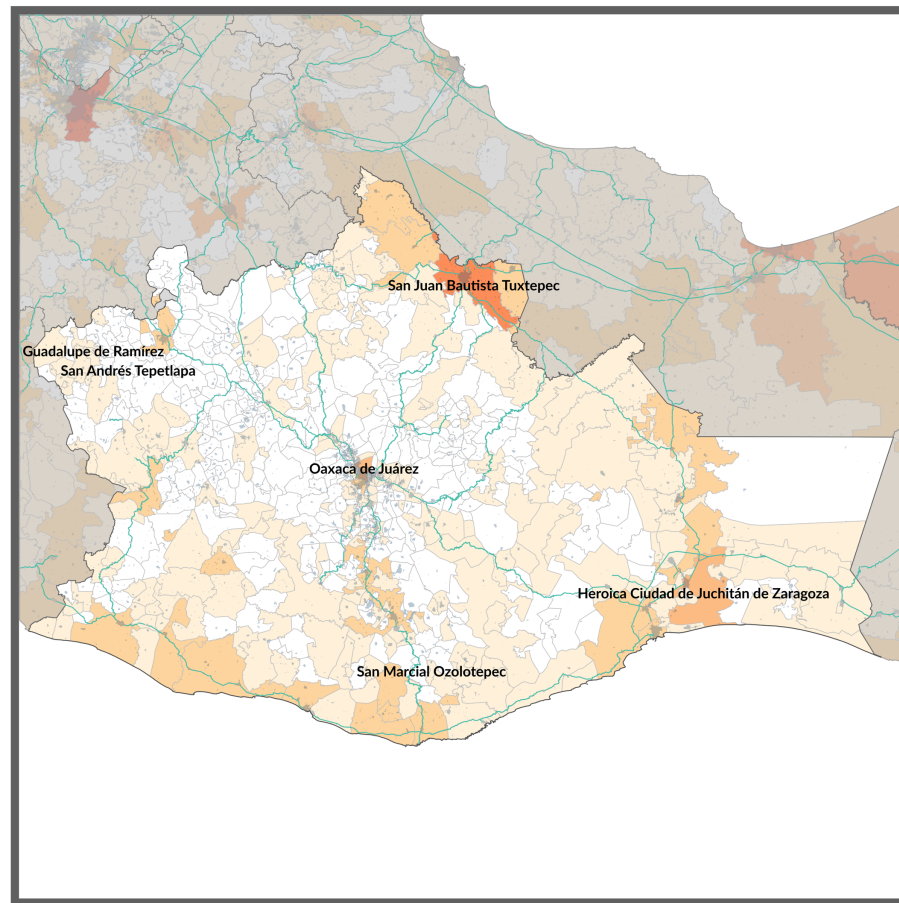 San Juan Bautista Tuxtepec
Guadalupe de Ramírez
San Andrés Tepetlapa
Oaxaca de Juárez
Heroica Ciudad de Juchitán de Zaragoza
San Marcial Ozolotepec